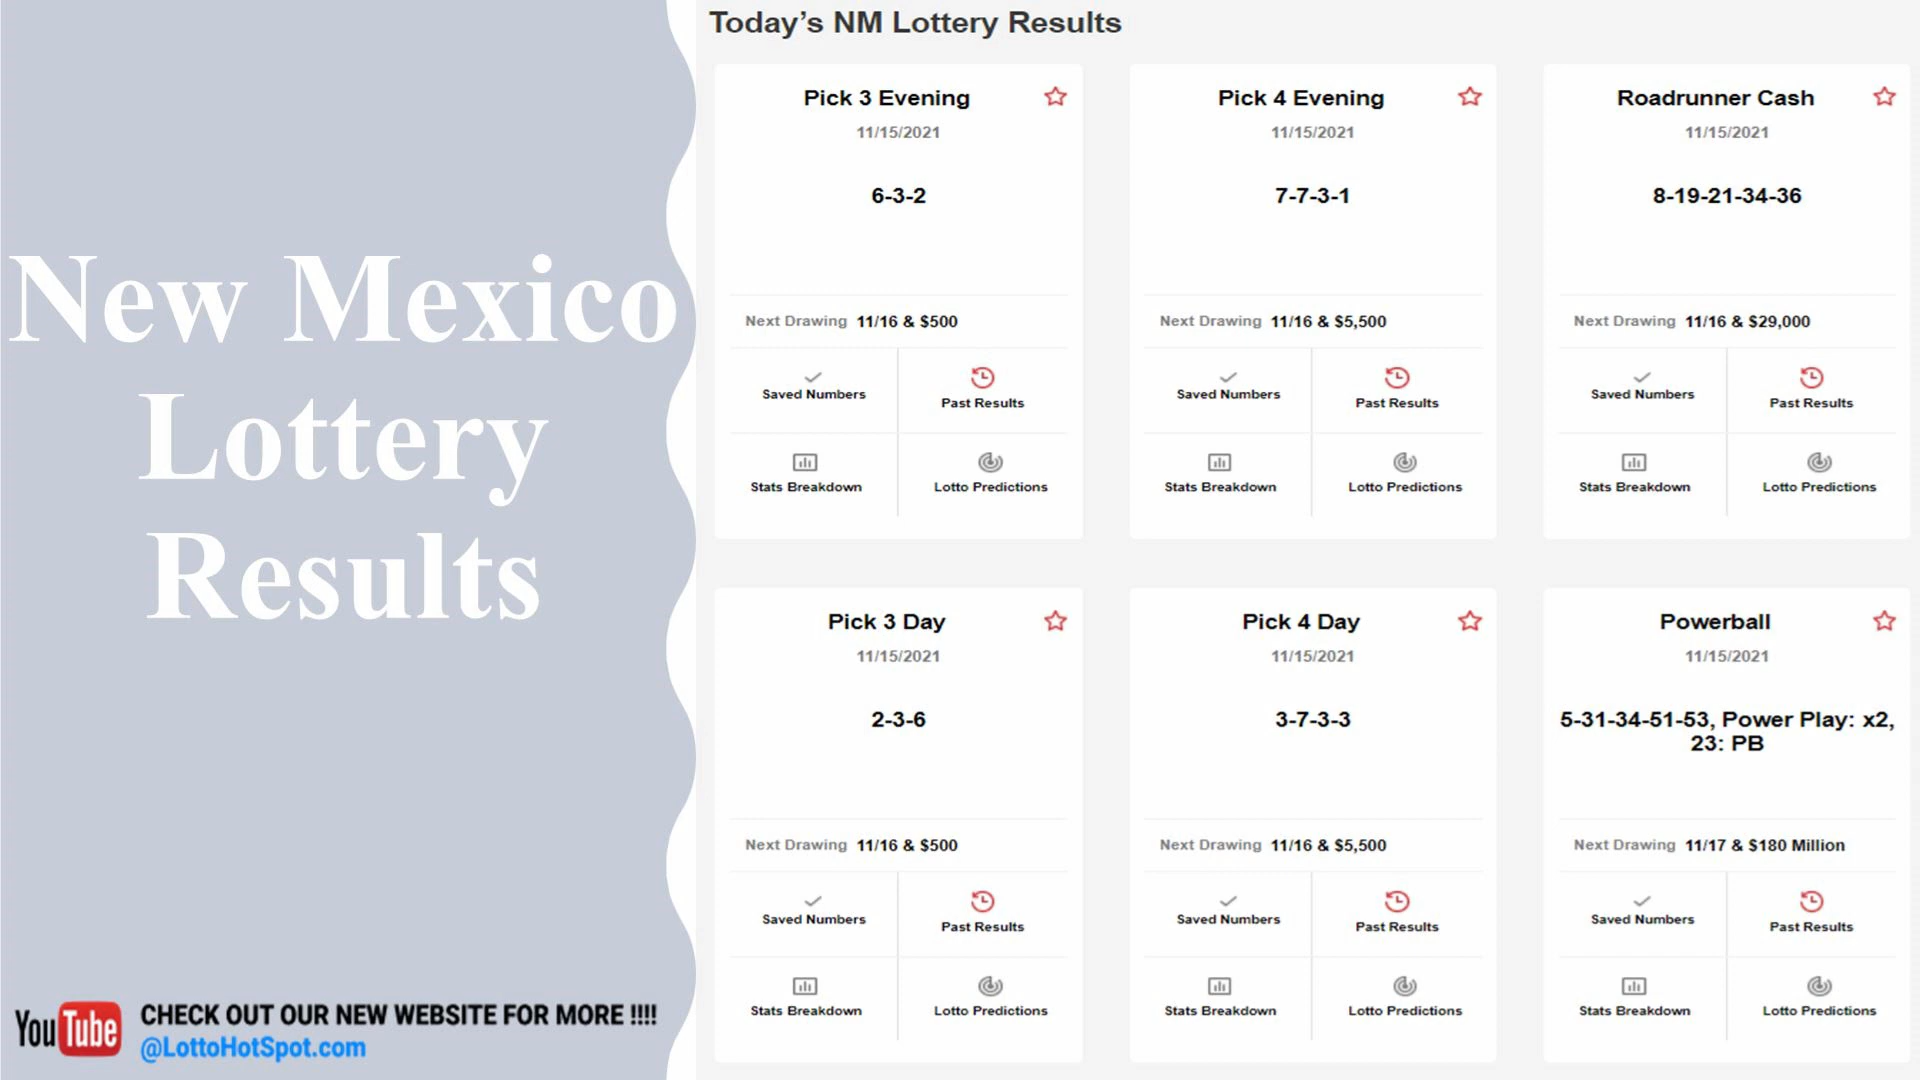 New Mexico
Lottery
Results
YouTube
CHECK OUT OUR NEW WEBSITE FOR MORE !!!!
@LottoHotSpot.com
Today’s NM Lottery Results
Pick 3 Evening
11/15/2021
6-3-2
Next Drawing 11/16 & $500
Saved Numbers
Past Results
Stats Breakdown
Lotto Predictions
Pick 4 Evening
11/15/2021
7-7-3-1
Next Drawing 11/16 & $5,500
Saved Numbers
Past Results
Stats Breakdown
Lotto Predictions
Roadrunner Cash
11/15/2021
8-19-21-34-36
Next Drawing 11/16 & $29,000
Saved Numbers
Past Results
Stats Breakdown
Lotto Predictions
Pick 3 Day
11/15/2021
2-3-6
Next Drawing 11/16 & $500
Saved Numbers
Past Results
Stats Breakdown
Lotto Predictions
Pick 4 Day
11/15/2021
3-7-3-3
Next Drawing 11/16 & $5,500
Saved Numbers
Past Results
Stats Breakdown
Lotto Predictions
Powerball
11/15/2021
5-31-34-51-53, Power Play: x2,
23: PB
Next Drawing 11/17 & $180 Million
Saved Numbers
Past Results
Stats Breakdown
Lotto Predictions